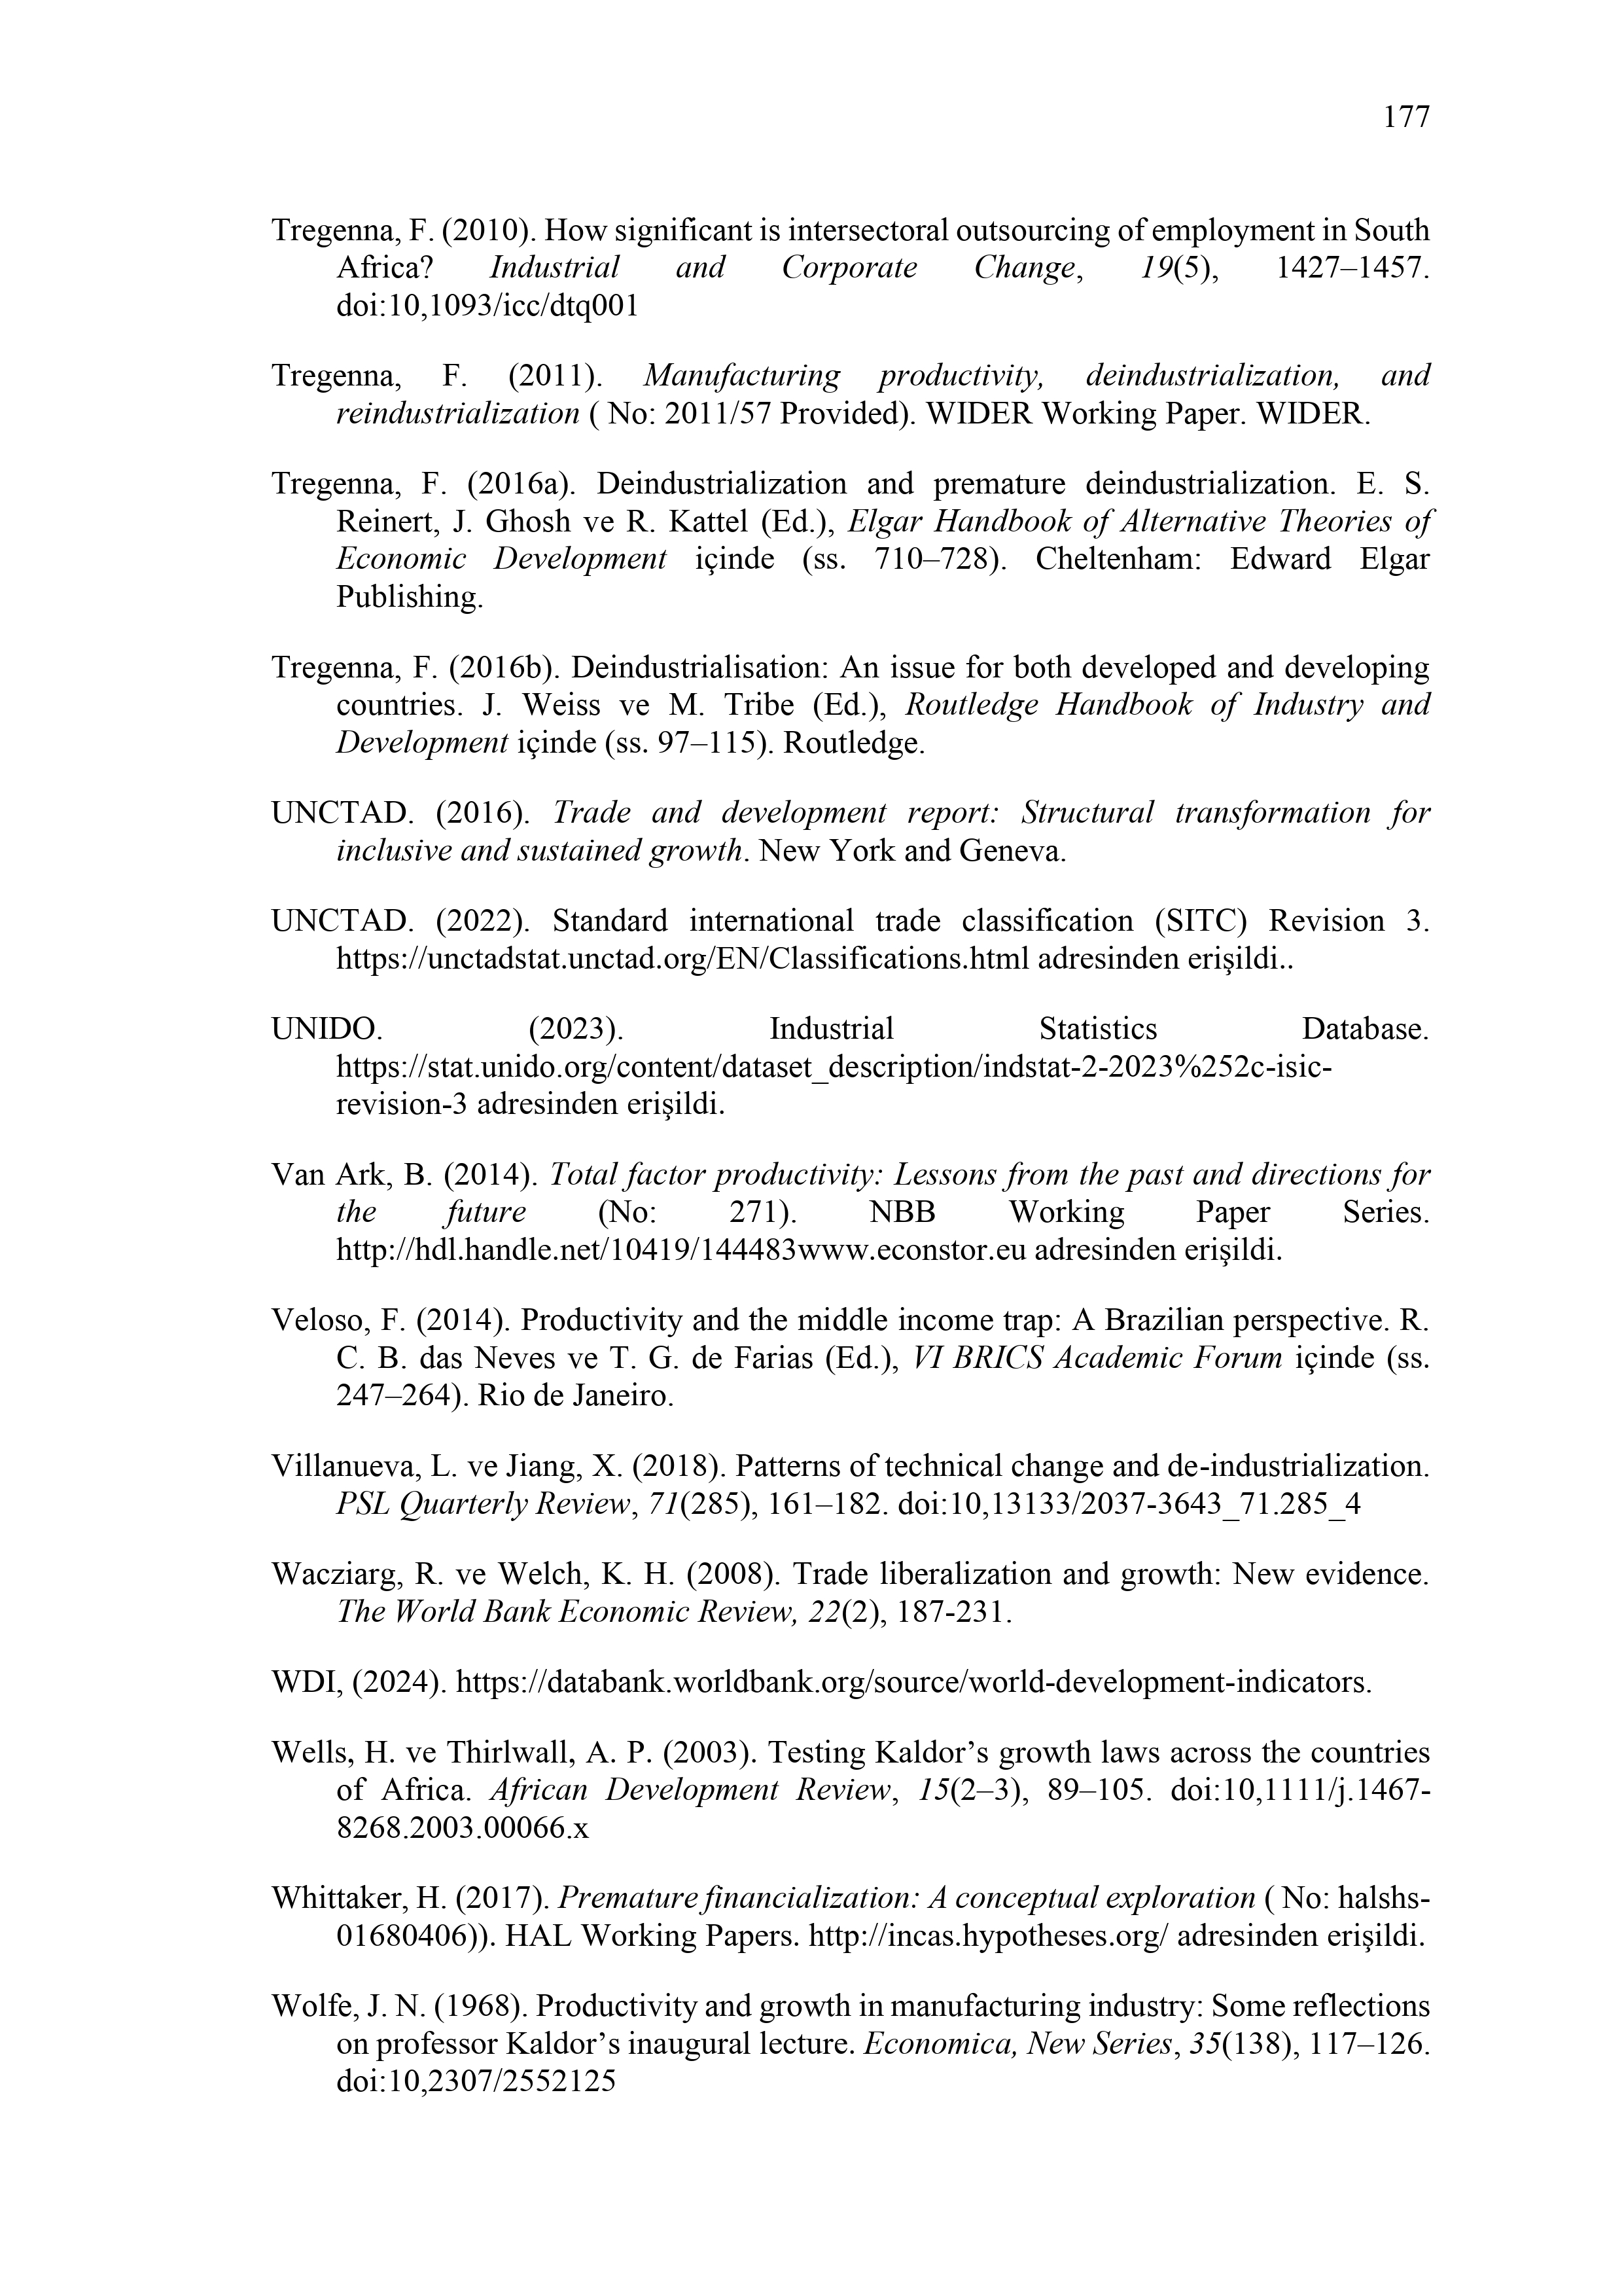 177
Tregenna, F. (2010). How significant is intersectoral outsourcing of employment in South
Africa? Industrial and Corporate Change, 19(5), 1427–1457.
doi:10,1093/icc/dtq001
Tregenna, F. (2011). Manufacturing productivity, deindustrialization, and
reindustrialization ( No: 2011/57 Provided). WIDER Working Paper. WIDER.
Tregenna, F. (2016a). Deindustrialization and premature deindustrialization. E. S.
Reinert, J. Ghosh ve R. Kattel (Ed.), Elgar Handbook of Alternative Theories of
Economic Development içinde (ss. 710–728). Cheltenham: Edward Elgar
Publishing.
Tregenna, F. (2016b). Deindustrialisation: An issue for both developed and developing
countries. J. Weiss ve M. Tribe (Ed.), Routledge Handbook of Industry and
Development içinde (ss. 97–115). Routledge.
UNCTAD. (2016). Trade and development report: Structural transformation for
inclusive and sustained growth. New York and Geneva.
UNCTAD. (2022). Standard international trade classification (SITC) Revision 3.
https://unctadstat.unctad.org/EN/Classifications.html adresinden erişildi..
UNIDO. (2023). Industrial Statistics Database.
https://stat.unido.org/content/dataset_description/indstat-2-2023%252c-isic-
revision-3 adresinden erişildi.
Van Ark, B. (2014). Total factor productivity: Lessons from the past and directions for
the future (No: 271). NBB Working Paper Series.
http://hdl.handle.net/10419/144483www.econstor.eu adresinden erişildi.
Veloso, F. (2014). Productivity and the middle income trap: A Brazilian perspective. R.
C. B. das Neves ve T. G. de Farias (Ed.), VI BRICS Academic Forum içinde (ss.
247–264). Rio de Janeiro.
Villanueva, L. ve Jiang, X. (2018). Patterns of technical change and de-industrialization.
PSL Quarterly Review, 71(285), 161–182. doi:10,13133/2037-3643_71.285_4
Wacziarg, R. ve Welch, K. H. (2008). Trade liberalization and growth: New evidence.
The World Bank Economic Review, 22(2), 187-231.
WDI, (2024). https://databank.worldbank.org/source/world-development-indicators.
Wells, H. ve Thirlwall, A. P. (2003). Testing Kaldor’s growth laws across the countries
of Africa. African Development Review, 15(2–3), 89–105. doi:10,1111/j.1467-
8268.2003.00066.x
Whittaker, H. (2017). Premature financialization: A conceptual exploration ( No: halshs-
01680406)). HAL Working Papers. http://incas.hypotheses.org/ adresinden erişildi.
Wolfe, J. N. (1968). Productivity and growth in manufacturing industry: Some reflections
on professor Kaldor’s inaugural lecture. Economica, New Series, 35(138), 117–126.
doi:10,2307/2552125